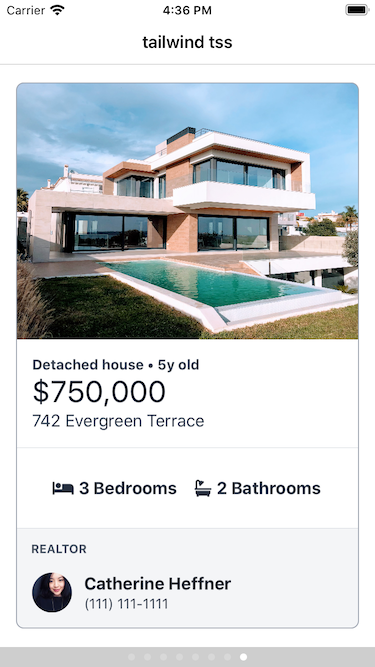 Carrier 4:36 PM
tailwind tss
Detached house • 5y old
$750,000
742 Evergreen Terrace
3 Bedrooms 2 Bathrooms
REALTOR
Catherine Heffner
(111) 111-1111